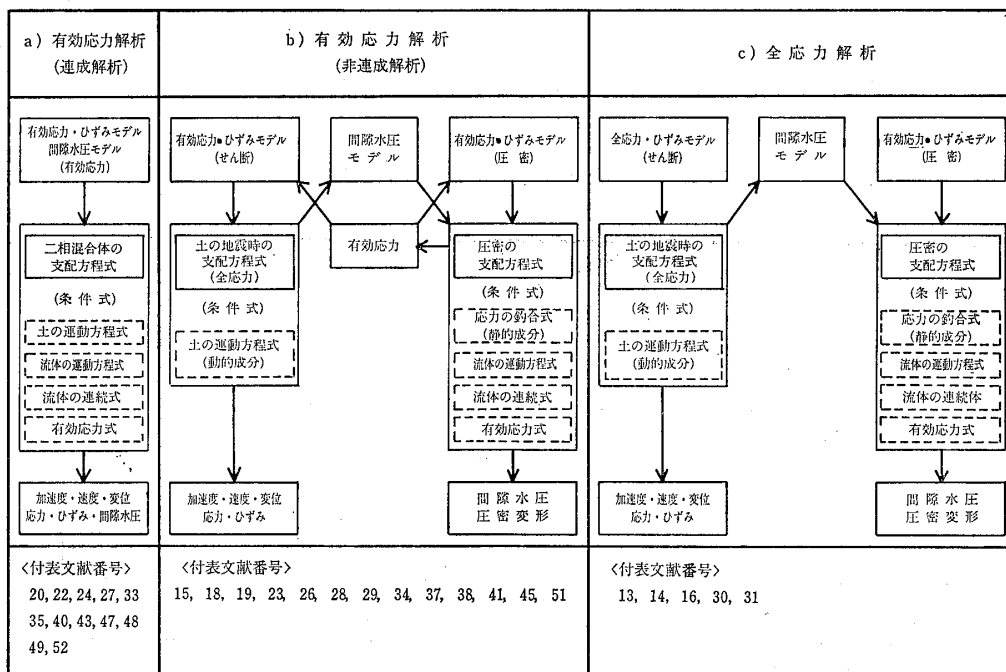 a) 有効応力解析
(連成解析)
有効応力・ひずみモデル
間隙水圧モデル
(有効応力)
二相混合体の
支配方程式
(条件式)
土の運動方程式
流体の運動方程式
流体の連続式
有効応力式
加速度・速度・変位
応力・ひずみ・間隙水圧
〈付表文献番号〉
20, 22, 24, 27, 33
35, 40, 43, 47, 48
49, 52
b) 有効応力解析
(非連成解析)
有効応力・ひずみモデル
(せん断)
間隙水圧
モデル
有効応力・ひずみモデル
(圧密)
土の地震時の
支配方程式
(全応力)
(条件式)
土の運動方程式
(動的成分)
有効応力
圧密の
支配方程式
(条件式)
応力の釣合式
(静的成分)
流体の運動方程式
流体の連続式
有効応力式
加速度・速度・変位
応力・ひずみ
間隙水圧
圧密変形
〈付表文献番号〉
15, 18, 19, 23, 26, 28, 29, 34, 37, 38, 41, 45, 51
c) 全応力解析
全応力・ひずみモデル
(せん断)
間隙水圧
モデル
有効応力・ひずみモデル
(圧密)
土の地震時の
支配方程式
(全応力)
(条件式)
土の運動方程式
(動的成分)
圧密の
支配方程式
(条件式)
応力の釣合式
(静的成分)
流体の運動方程式
流体の連続体
有効応力式
加速度・速度・変位
応力・ひずみ
間隙水圧
圧密変形
〈付表文献番号〉
13, 14, 16, 30, 31